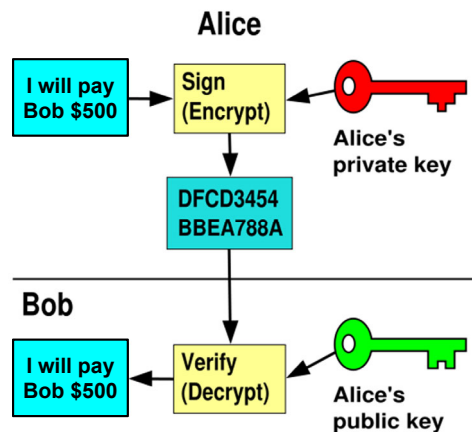 Alice
I will pay
Bob $500
Sign
(Encrypt)
Alice's
private key
DFCD3454
BBEA788A
Bob
I will pay
Bob $500
Verify
(Decrypt)
Alice's
public key